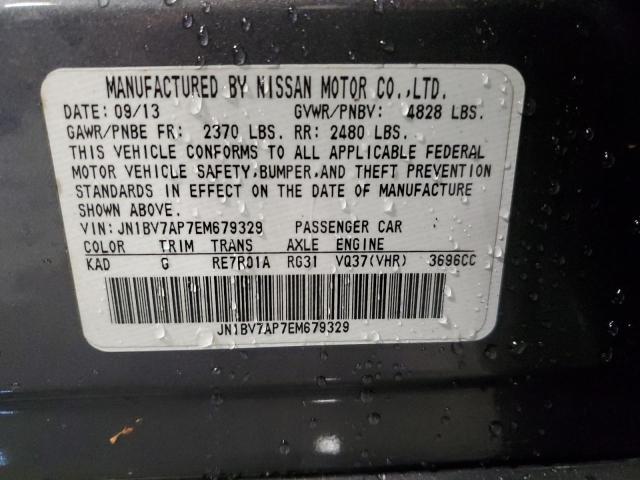 MANUFACTURED BY NISSAN MOTOR CO.,LTD.
DATE: 09/13 GVWR/PNBV: 4828 LBS.
GAWR/PNBE FR: 2370 LBS. RR: 2480 LBS.
THIS VEHICLE CONFORMS TO ALL APPLICABLE FEDERAL
MOTOR VEHICLE SAFETY,BUMPER,AND THEFT PREVENTION
STANDARDS IN EFFECT ON THE DATE OF MANUFACTURE
SHOWN ABOVE.
VIN: JN1BV7AP7EM679329 PASSENGER CAR
COLOR TRIM TRANS AXLE ENGINE
KAD G RE7R01A RG31 VQ37(VHR) 3696CC
JN1BV7AP7EM679329